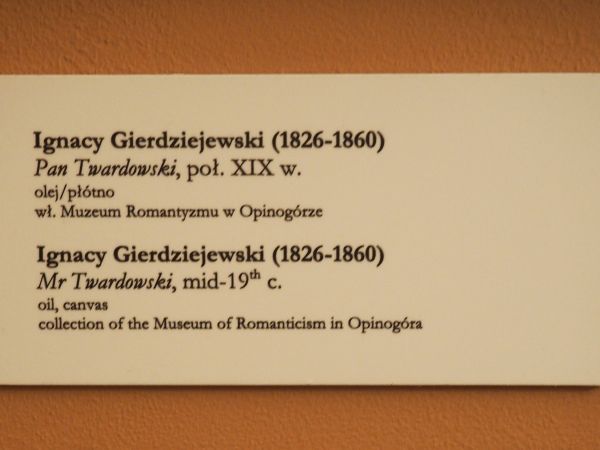 Ignacy Gierdziejewski (1826-1860)
Pan Twardowski, poł. XIX w.
olej/płótno
wł. Muzeum Romantyzmu w Opinogórze
Ignacy Gierdziejewski (1826-1860)
Mr Twardowski, mid-19th c.
oil, canvas
collection of the Museum of Romanticism in Opinogóra